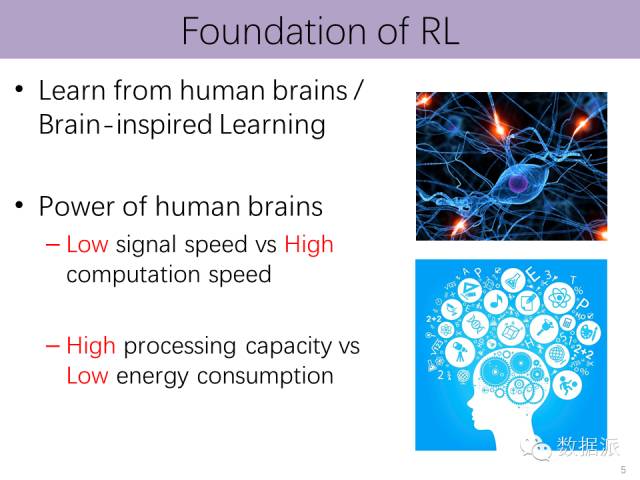 Foundation of RL
• Learn from human brains /
Brain-inspired Learning
• Power of human brains
– Low signal speed vs High
computation speed
– High processing capacity vs
Low energy consumption
数据派
5